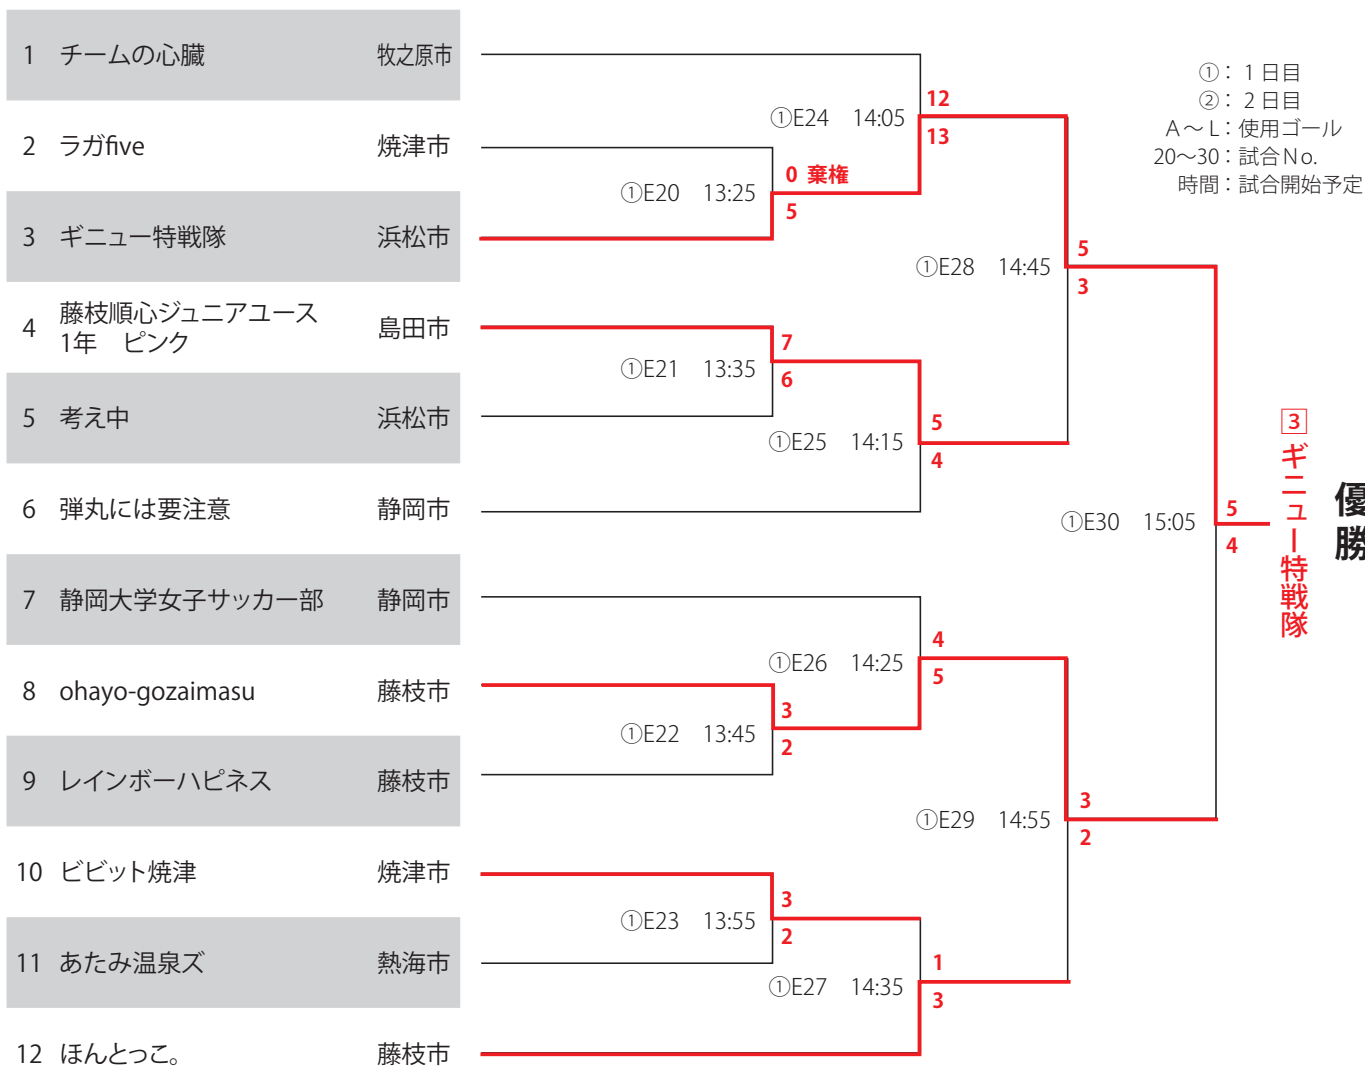 1 チームの心臓 牧之原市
2 ラガfive 焼津市
3 ギニュー特戦隊 浜松市
4 藤枝順心ジュニアユース
1年 ピンク 島田市
5 考え中 浜松市
6 弾丸には要注意 静岡市
7 静岡大学女子サッカー部 静岡市
8 ohayo-gozaimasu 藤枝市
9 レインボーハピネス 藤枝市
10 ビビット焼津 焼津市
11 あたみ温泉ズ 熱海市
12 ほんとっこ。 藤枝市
①E20 13:25
0 棄権
5
①E21 13:35
7
6
①E22 13:45
3
2
①E23 13:55
3
2
①E24 14:05
12
13
①E25 14:15
5
4
①E26 14:25
4
5
①E27 14:35
1
3
①E28 14:45
5
3
①E29 14:55
3
2
①E30 15:05
5
4
3 ギニュー特戦隊
優勝
①：1日目
②：2日目
A～L：使用ゴール
20～30：試合No.
時間：試合開始予定